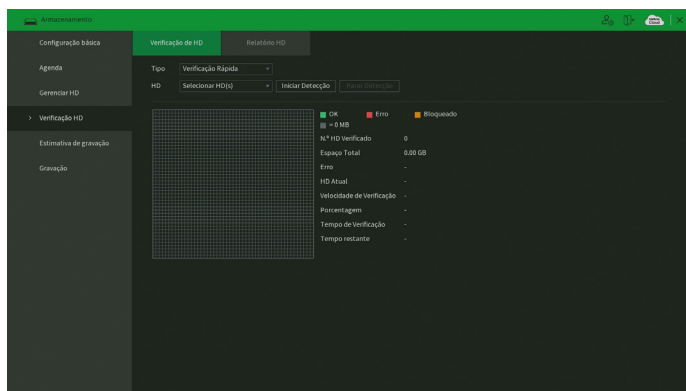 Armazenamento
Configuração básica
Verificação de HD
Relatório HD
Agenda
Tipo
Verificação Rápida
HD
Selecionar HD(s)
Iniciar Detecção
Parar Detecção
Gerenciar HD
> Verificação HD
OK
Erro
Bloqueado
= 0 MB
N.º HD Verificado 0
Estimativa de gravação
Espaço Total 0.00 GB
Gravação
Erro -
HD Atual -
Velocidade de Verificação -
Porcentagem -
Tempo de Verificação -
Tempo restante -